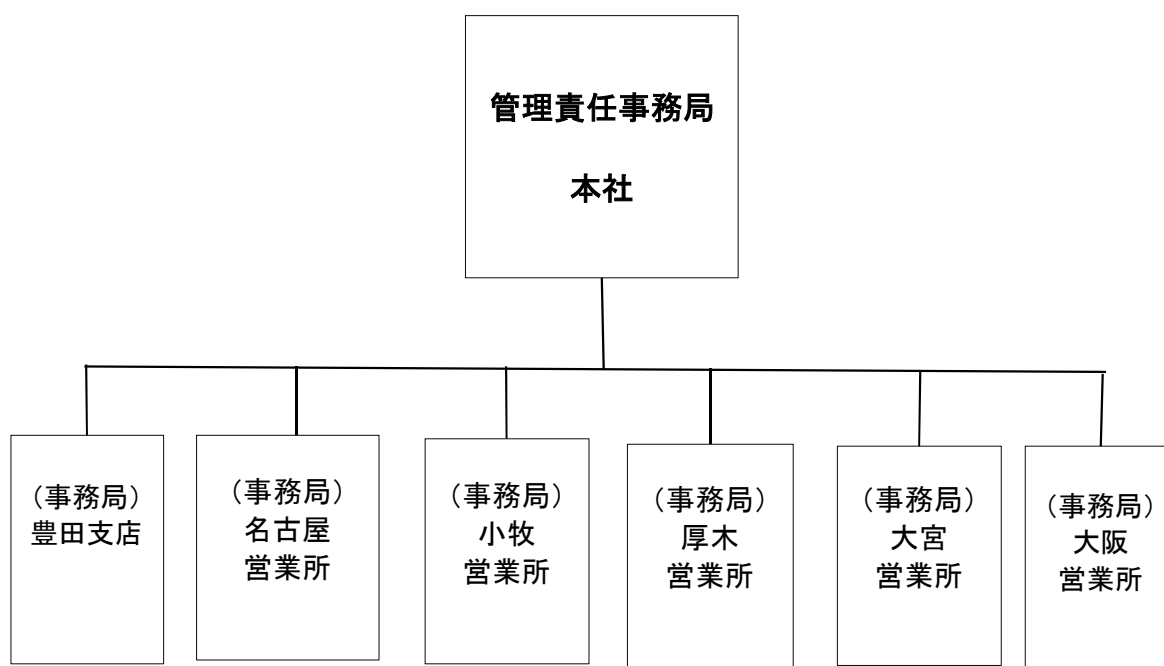 管理責任事務局
本社
（事務局）
豊田支店
（事務局）
名古屋
営業所
（事務局）
小牧
営業所
（事務局）
厚木
営業所
（事務局）
大宮
営業所
（事務局）
大阪
営業所